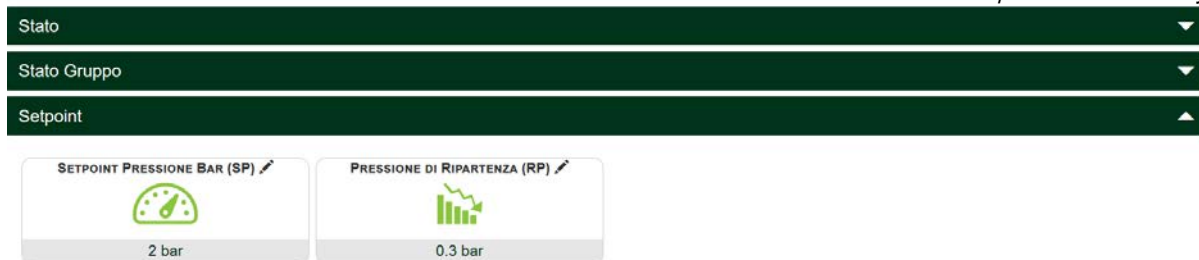 Stato
Stato Gruppo
Setpoint
SETPOINT PRESSIONE BAR (SP)
PRESSIONE DI RIPARTENZA (RP)
2 bar
0.3 bar